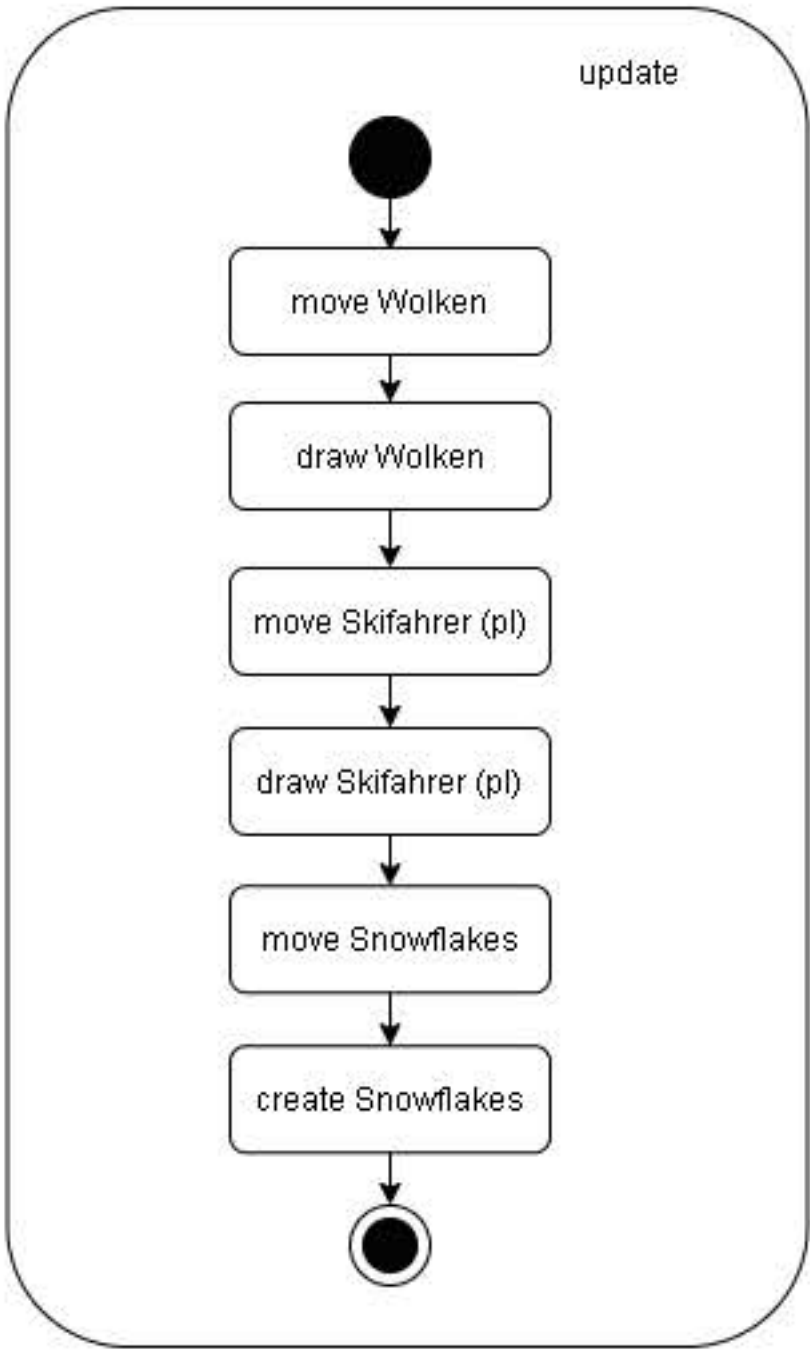 update
move Wolken
draw Wolken
move Skifahrer (pl)
draw Skifahrer (pl)
move Snowflakes
create Snowflakes